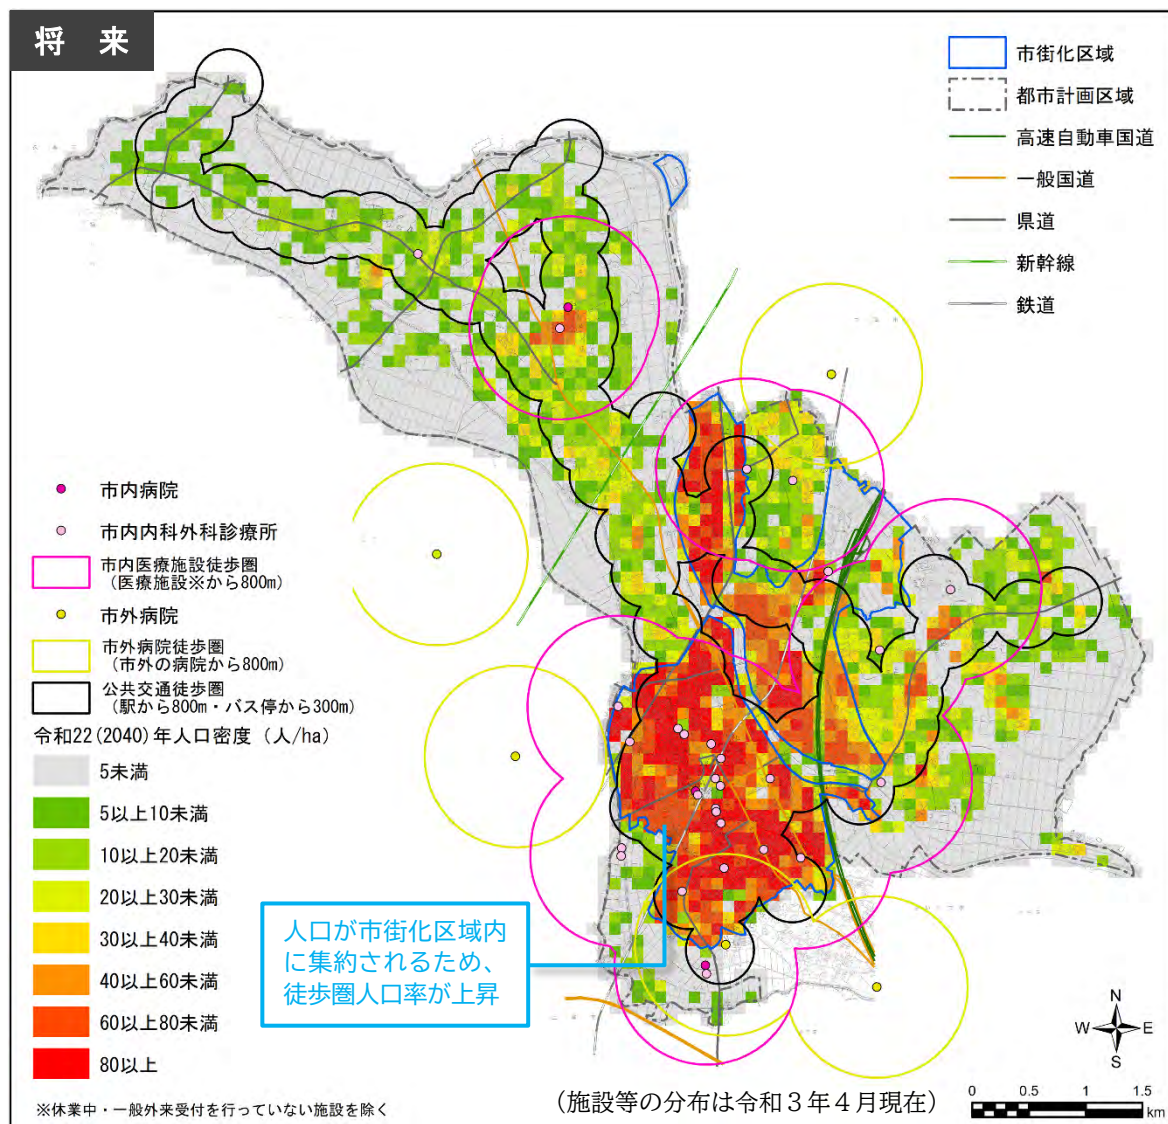 将 来
市街化区域
都市計画区域
高速自動車国道
一般国道
県道
新幹線
鉄道
市内病院
市内内科外科診療所
市内医療施設徒歩圏
（医療施設※から800m）
市外病院
市外病院徒歩圏
（市外の病院から800m）
公共交通徒歩圏
（駅から800m・バス停から300m）
令和22(2040)年人口密度（人/ha）
5未満
5以上10未満
10以上20未満
20以上30未満
30以上40未満
40以上60未満
60以上80未満
80以上
※休業中・一般外来受付を行っていない施設を除く
人口が市街化区域内
に集約されるため、
徒歩圏人口率が上昇
（施設等の分布は令和３年４月現在）
N
W E
S
0 0.5 1 1.5
km